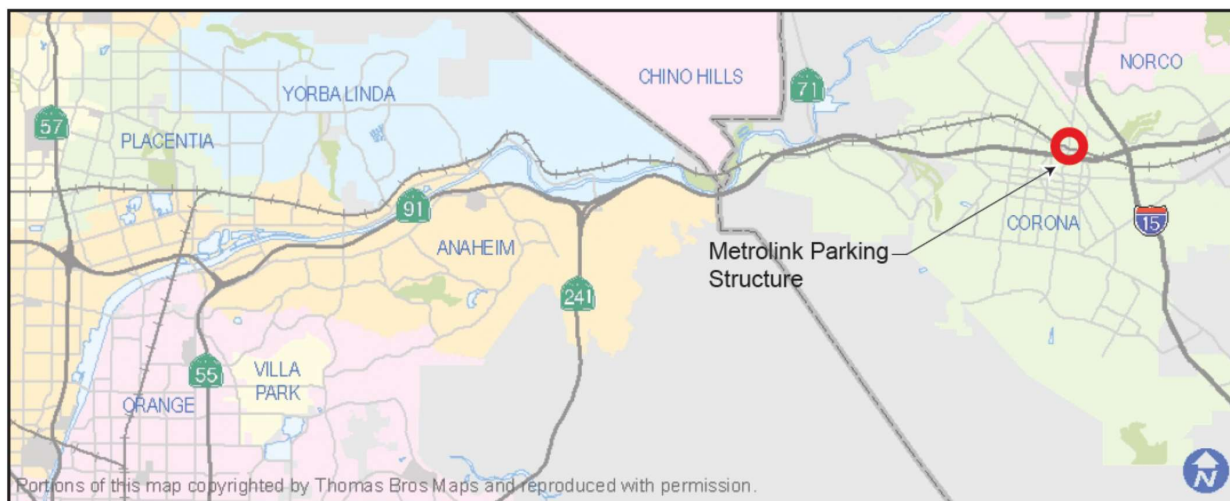 CHINO HILLS
NORCO
71
YORBA LINDA
57
PLACENTIA
91
ANAHEIM
CORONA
15
Metrolink Parking
Structure
241
55
VILLA
PARK
ORANGE
N
Portions of this map copyrighted by Thomas Bros Maps and reproduced with permission.